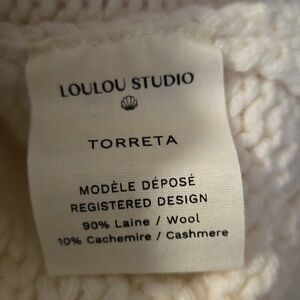 LOULOU STUDIO
TORRETA
MODÈLE DÉPOSÉ
REGISTERED DESIGN
90% Laine / Wool
10% Cachemire / Cashmere